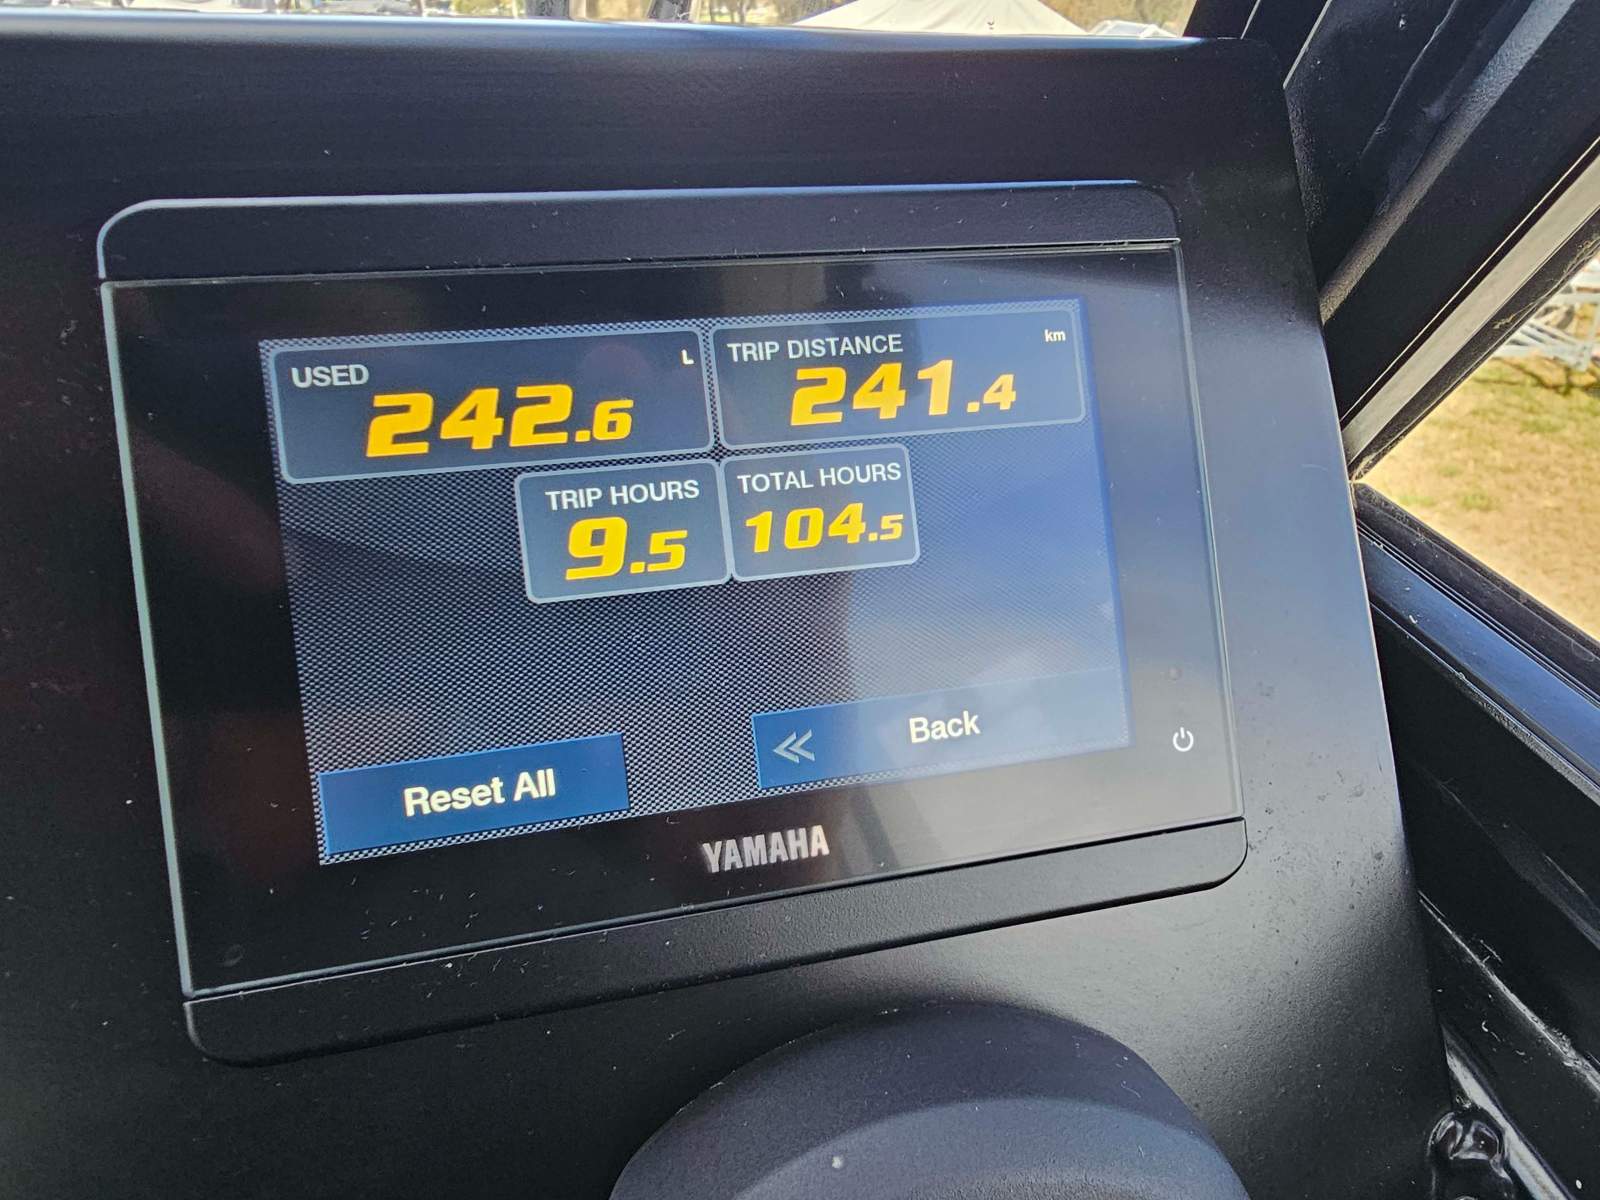 USED L
242.6
TRIP DISTANCE km
241.4
TRIP HOURS
9.5
TOTAL HOURS
104.5
Reset All
Back
YAMAHA